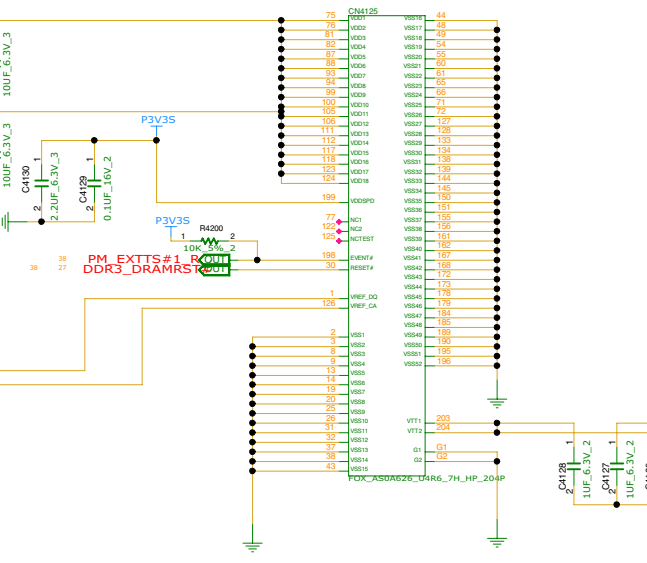 CN4125
75 VDD1 VSS16 44
76 VDD2 VSS17 48
81 VDD3 VSS18 49
82 VDD4 VSS19 54
87 VDD5 VSS20 55
88 VDD6 VSS21 60
93 VDD7 VSS22 61
94 VDD8 VSS23 65
99 VDD9 VSS24 66
100 VDD10 VSS25 71
105 VDD11 VSS26 72
106 VDD12 VSS27 127
111 VDD13 VSS28 128
112 VDD14 VSS29 133
117 VDD15 VSS30 134
118 VDD16 VSS31 138
123 VDD17 VSS32 139
124 VDD18 VSS33 144
VSS34 145
199 VDDSPD VSS35 150
VSS36 151
77 NC1 VSS37 155
122 NC2 VSS38 156
125 NCTEST VSS39 161
VSS40 162
198 EVENT# VSS41 167
30 RESET# VSS42 168
VSS43 172
VSS44 173
1 VREF_DQ VSS45 178
126 VREF_CA VSS46 179
VSS47 184
VSS48 185
2 VSS1 VSS49 189
3 VSS2 VSS50 190
8 VSS3 VSS51 195
9 VSS4 VSS52 196
13 VSS5
14 VSS6
19 VSS7
20 VSS8
25 VSS9
26 VSS10 VTT1 203
31 VSS11 VTT2 204
32 VSS12
37 VSS13 G1 G1
38 VSS14 G2 G2
43 VSS15
FOX_AS0A626_U4R6_7H_HP_204P
10UF_6.3V_3
10UF_6.3V_3
P3V3S
C4130 1 2
2.2UF_6.3V_3
C4129 1 2
0.1UF_16V_2
P3V3S
R4200
1 2
10K_5%_2
38 PM_EXTTS#1_R OUT
38 27 DDR3_DRAMRST# OUT
C4128 1 2
1UF_6.3V_2
C4127 1 2
1UF_6.3V_2